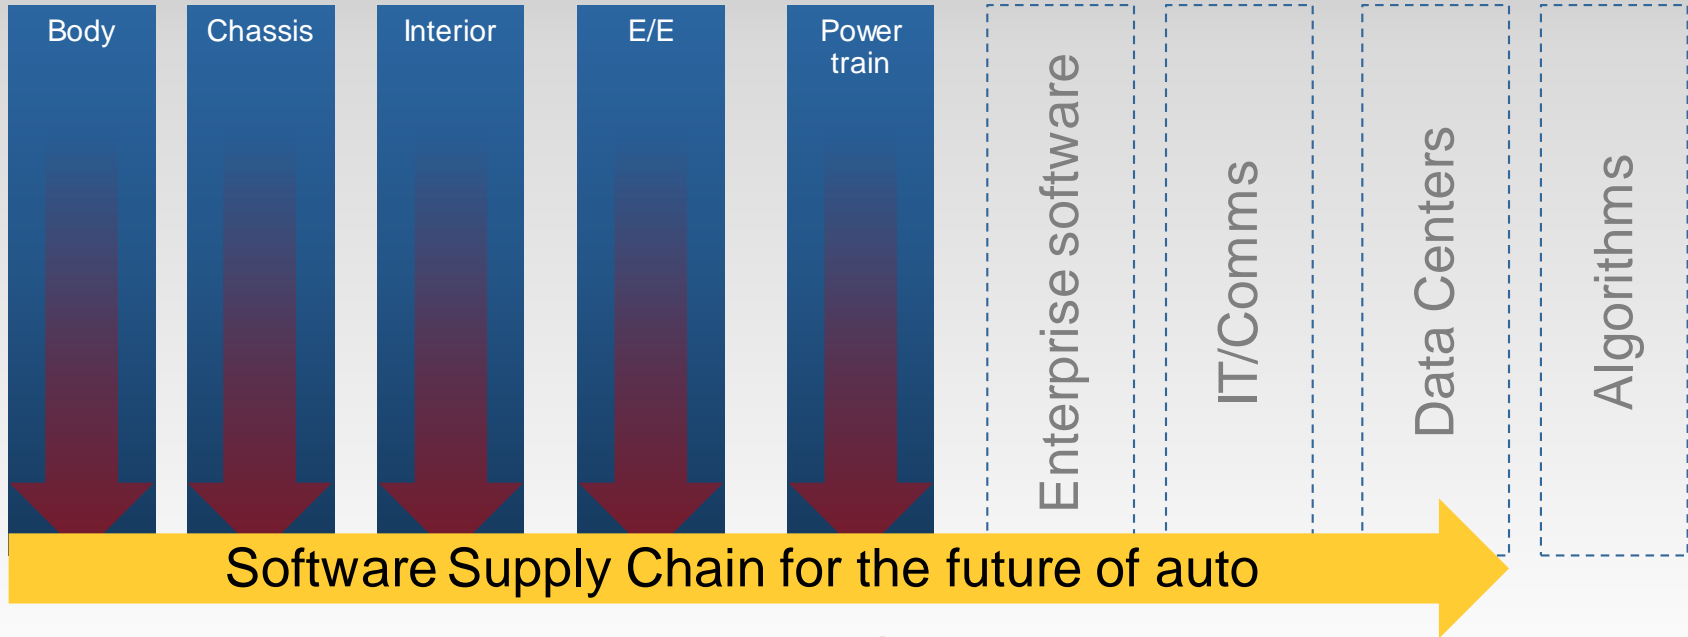 Body
Chassis
Interior
E/E
Power
train
Enterprise software
IT/Comms
Data Centers
Algorithms
Software Supply Chain for the future of auto